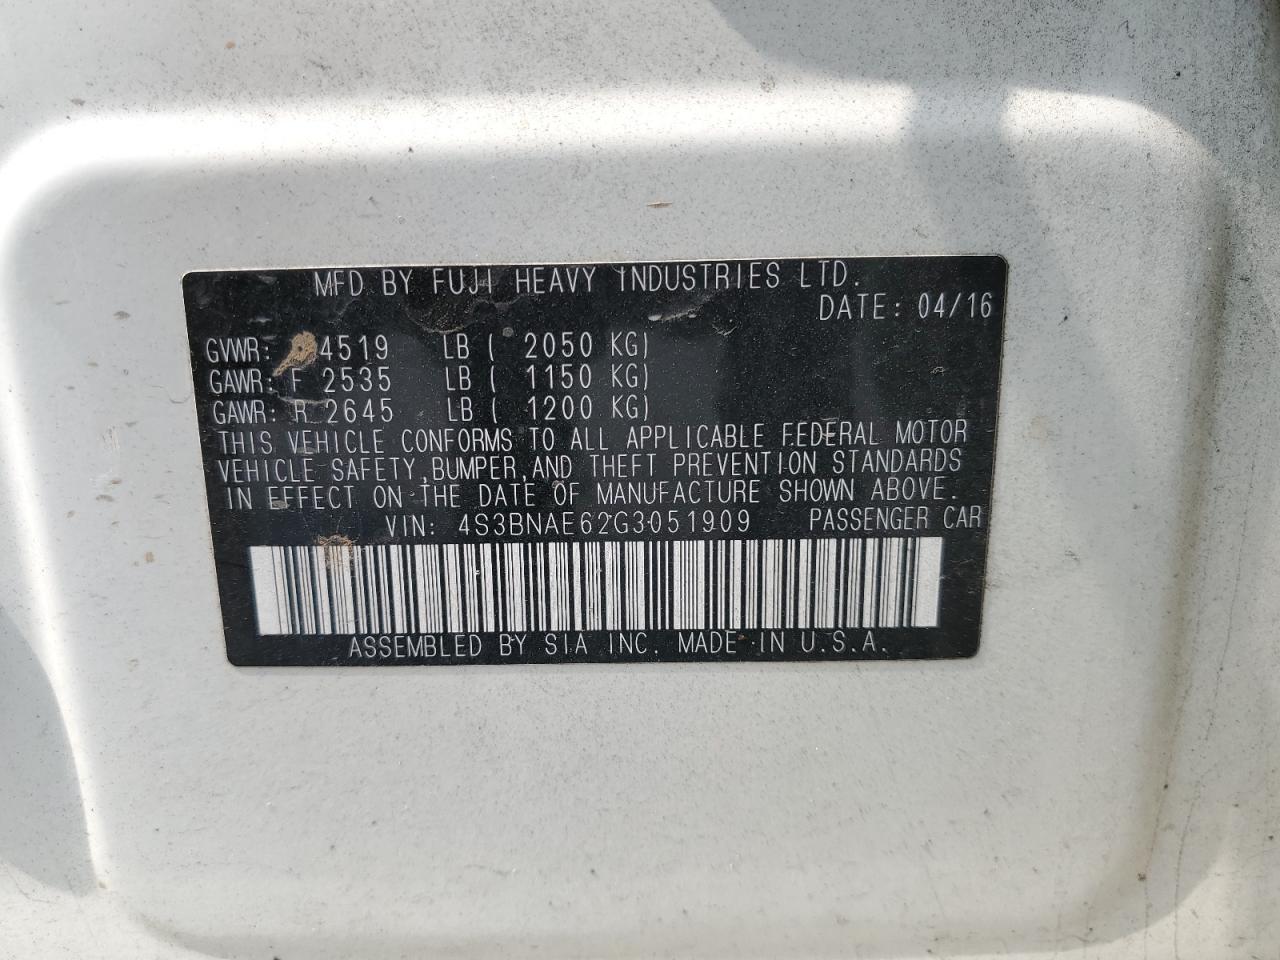 MFD BY FUJI HEAVY INDUSTRIES LTD.
DATE: 04/16
GVWR: 4519 LB ( 2050 KG)
GAWR: F 2535 LB ( 1150 KG)
GAWR: R 2645 LB ( 1200 KG)
THIS VEHICLE CONFORMS TO ALL APPLICABLE FEDERAL MOTOR
VEHICLE SAFETY, BUMPER, AND THEFT PREVENTION STANDARDS
IN EFFECT ON THE DATE OF MANUFACTURE SHOWN ABOVE.
VIN: 4S3BNAE62G3051909 PASSENGER CAR
ASSEMBLED BY SIA INC. MADE IN U.S.A.